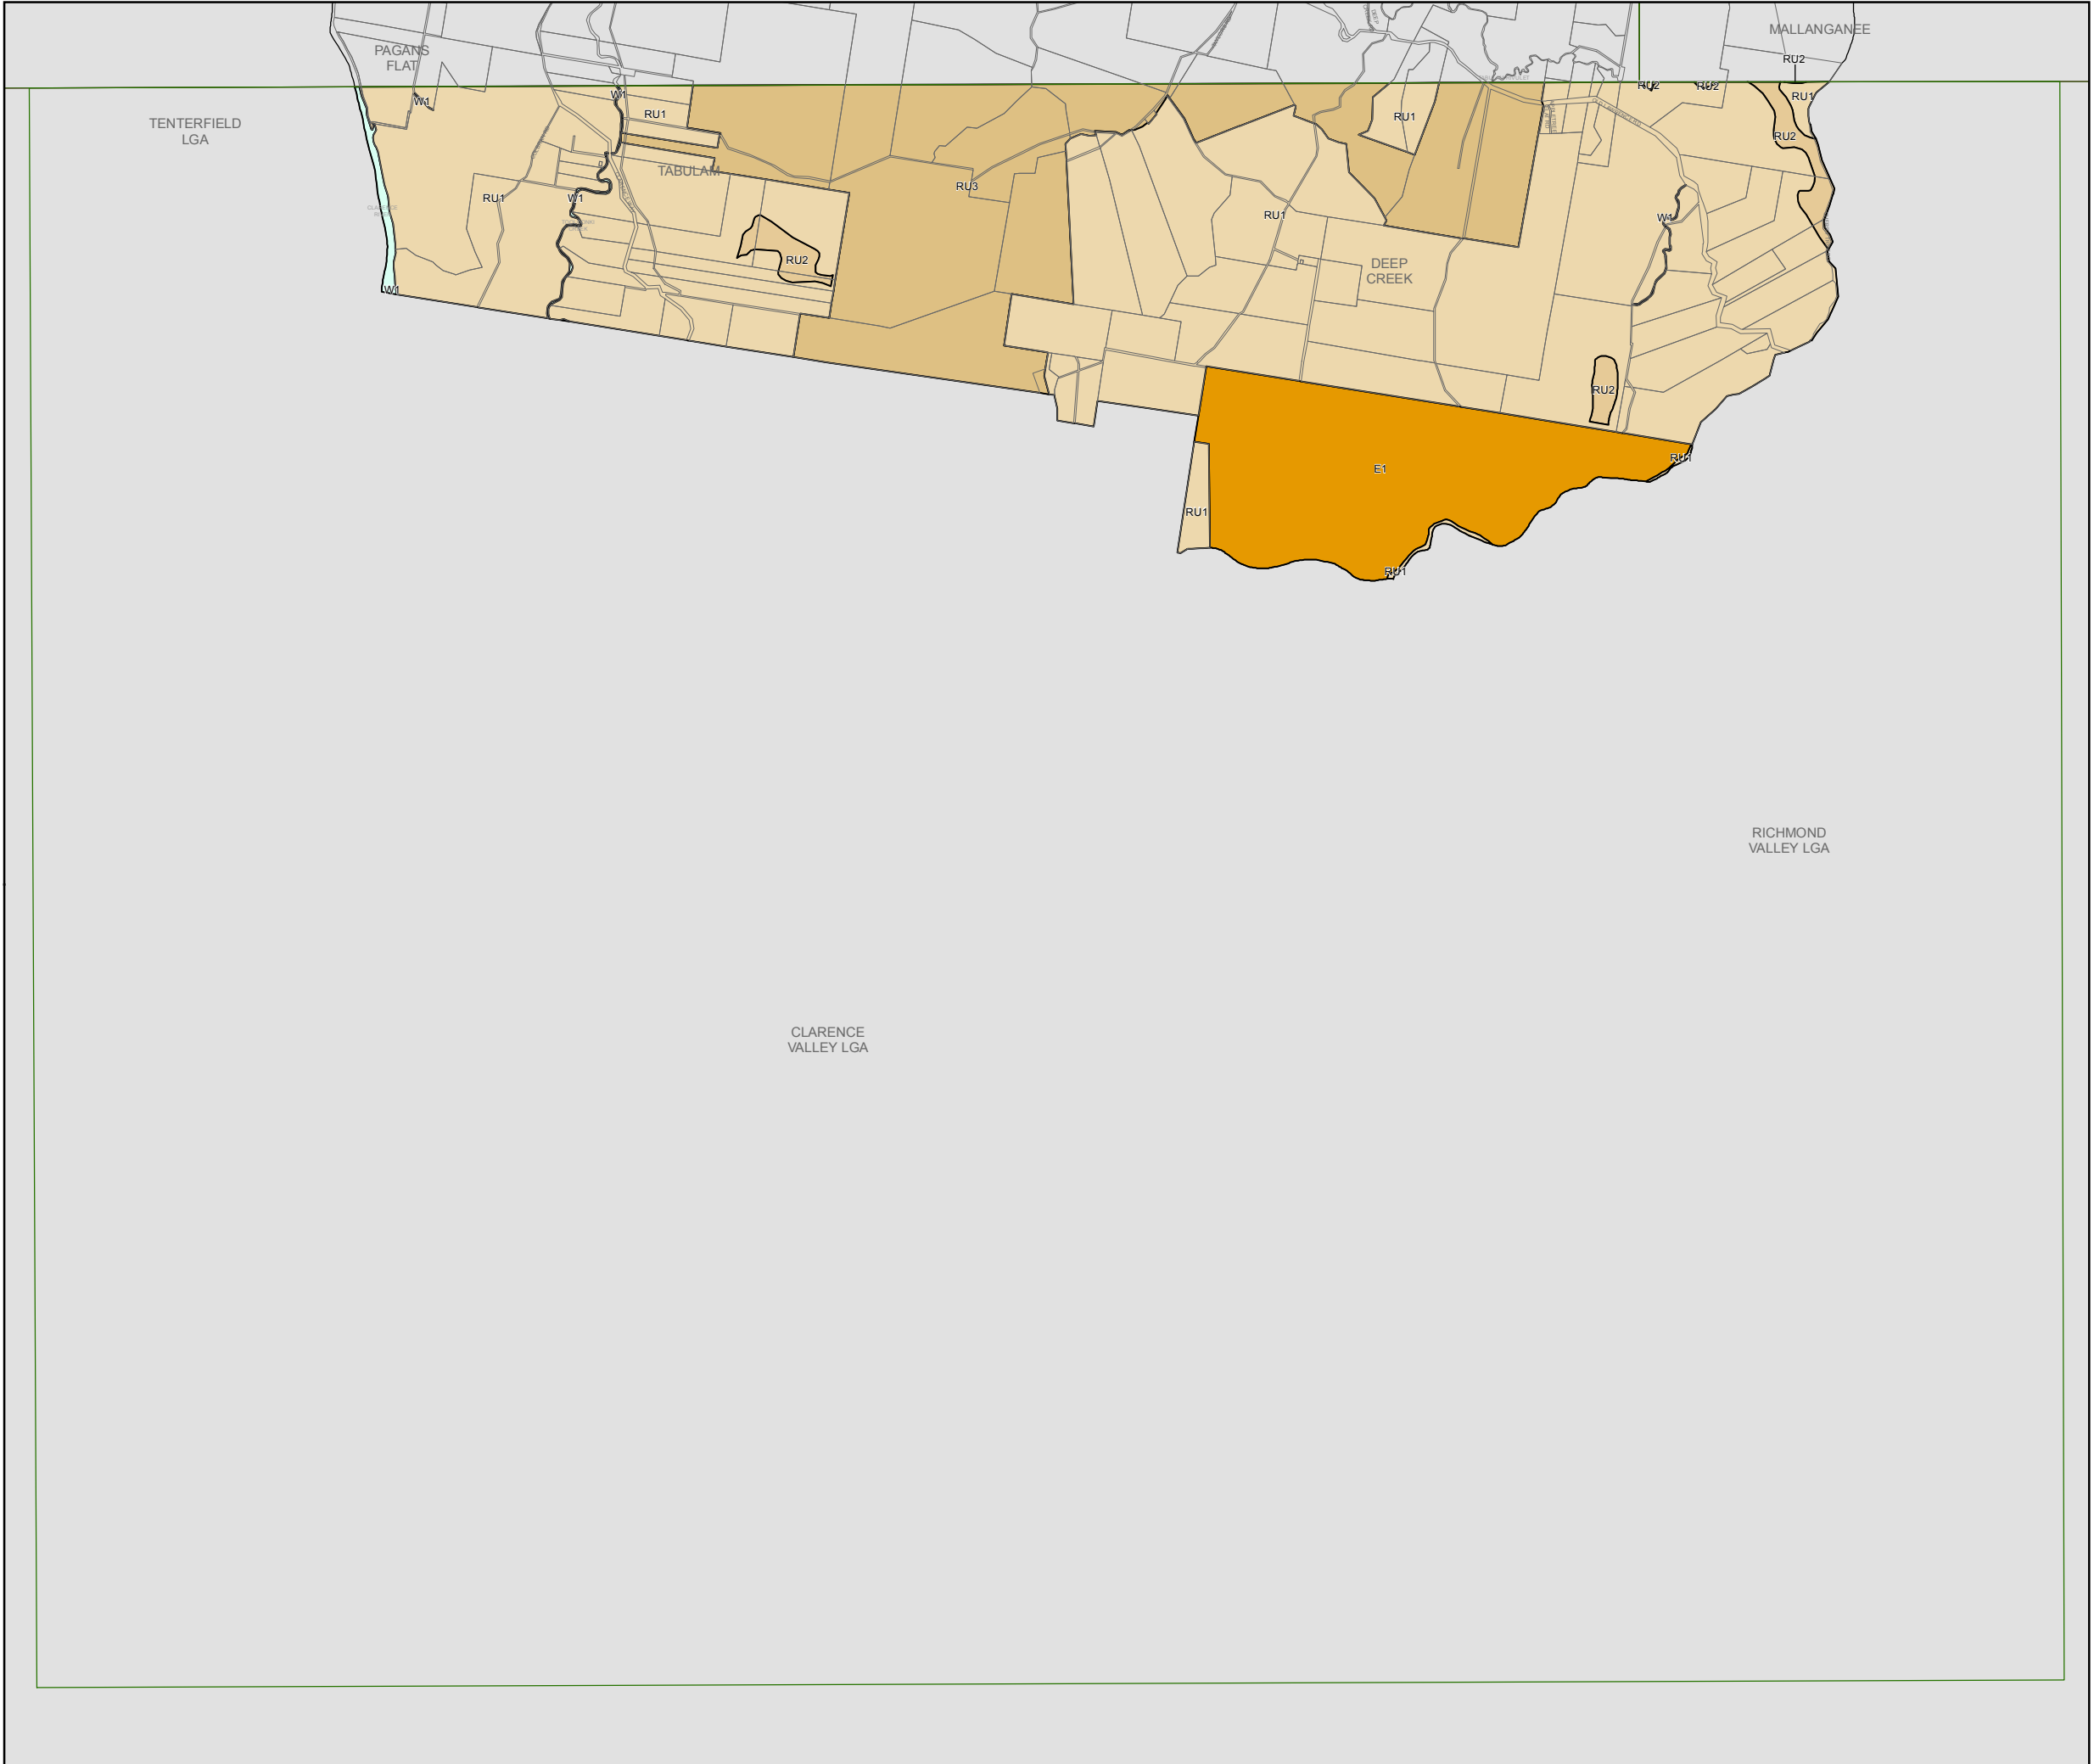 MALLANGANEE
PAGANS
FLAT
RU2
W1
W1
RU1
RU1
RU2
RU2
RU1
TENTERFIELD
LGA
RU2
TABULAM
RU3
RU1
W1
CLARENCE
RU1
W1
RU2
DEEP
CREEK
W1
RU2
RU1
E1
RU1
RU1
RICHMOND
VALLEY LGA
CLARENCE
VALLEY LGA